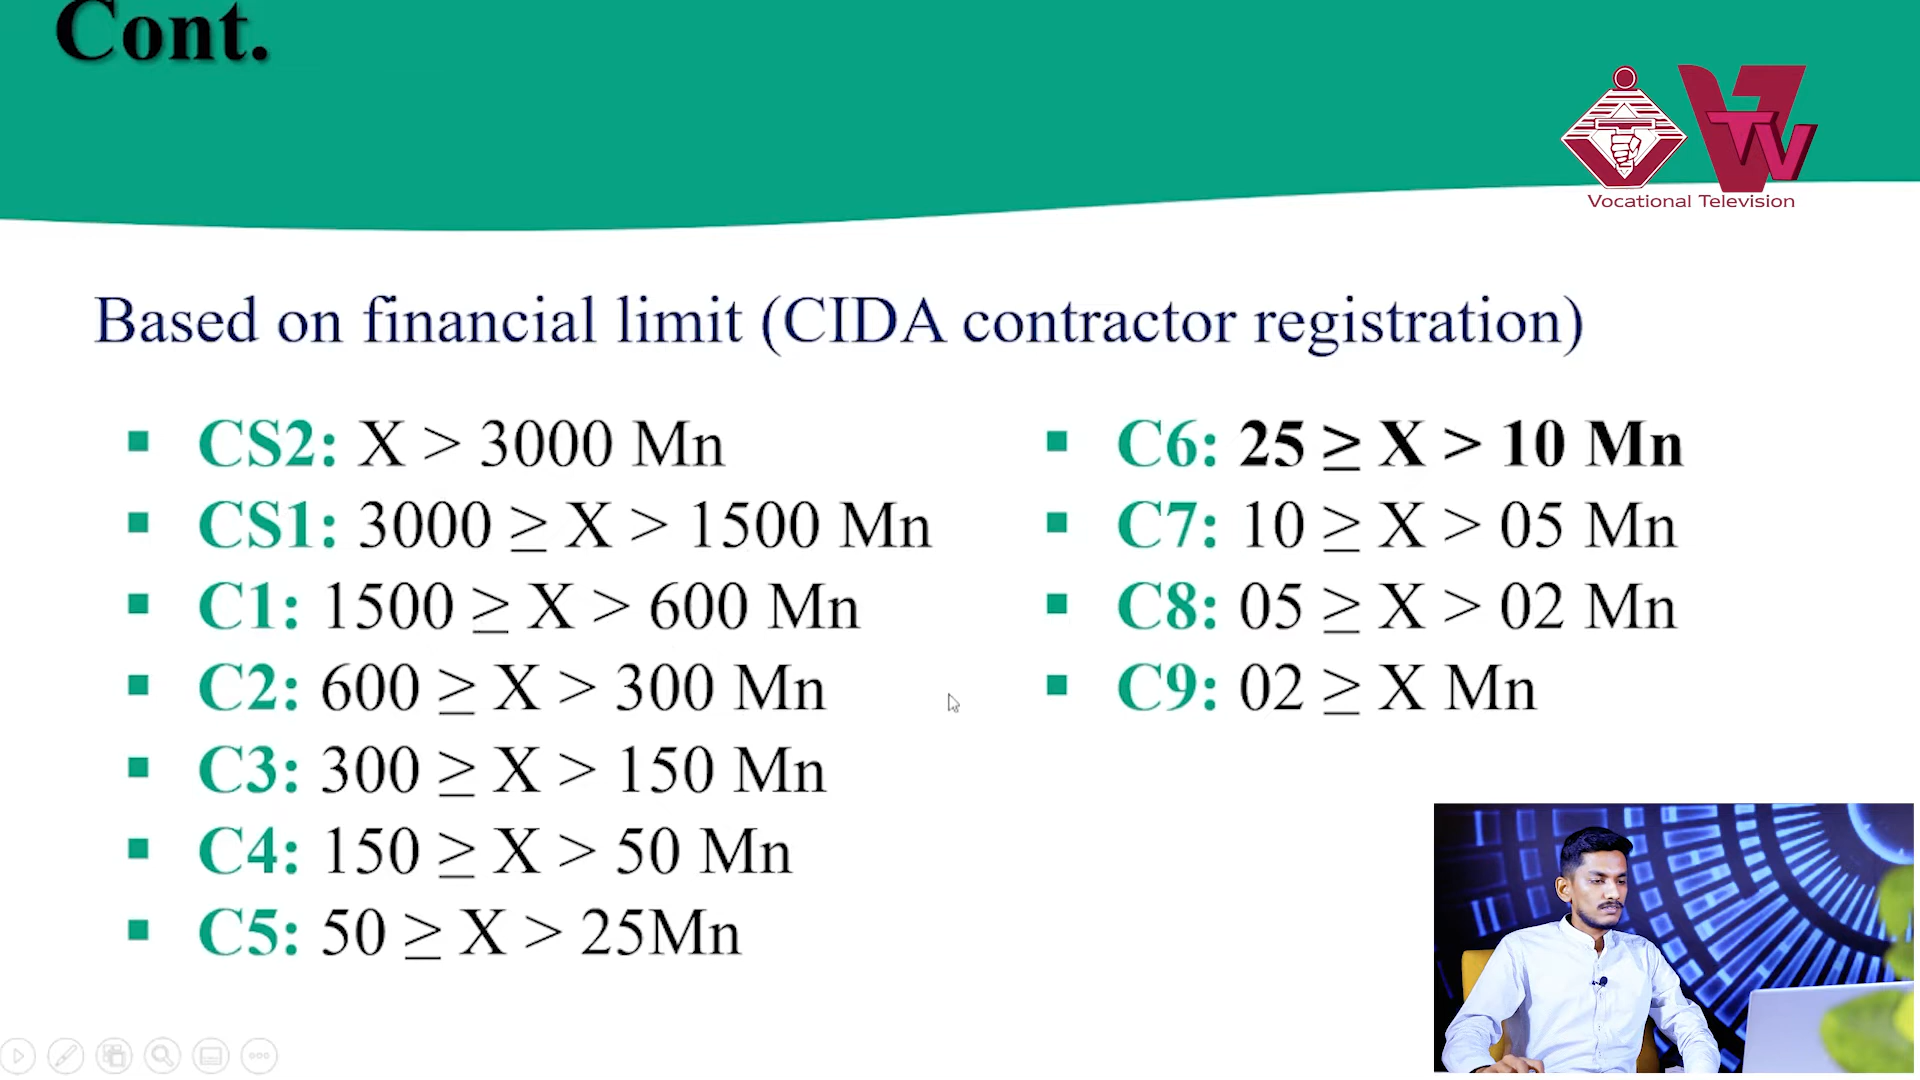 Cont.
VTV
Vocational Television
Based on financial limit (CIDA contractor registration)
▪ CS2: X > 3000 Mn
▪ CS1: 3000 ≥ X > 1500 Mn
▪ C1: 1500 ≥ X > 600 Mn
▪ C2: 600 ≥ X > 300 Mn
▪ C3: 300 ≥ X > 150 Mn
▪ C4: 150 ≥ X > 50 Mn
▪ C5: 50 ≥ X > 25Mn
▪ C6: 25 ≥ X > 10 Mn
▪ C7: 10 ≥ X > 05 Mn
▪ C8: 05 ≥ X > 02 Mn
▪ C9: 02 ≥ X Mn